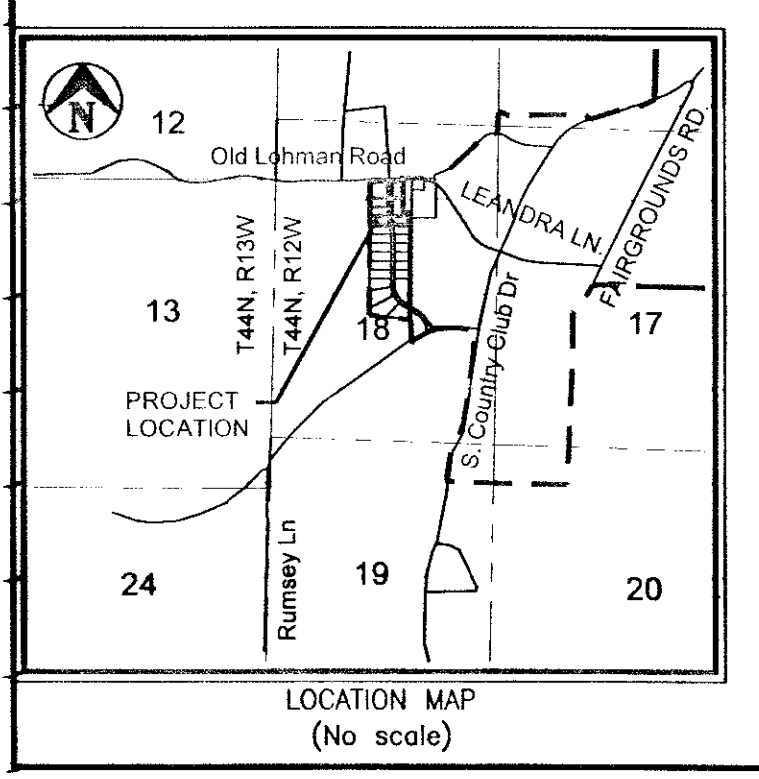 N
12
Old Lohman Road
LEANDRA LN.
FAIRGROUNDS RD.
T44N, R13W
T44N, R12W
13
18
17
S. Country Club Dr
PROJECT
LOCATION
24
Rumsey Ln
19
20
LOCATION MAP
(No scale)